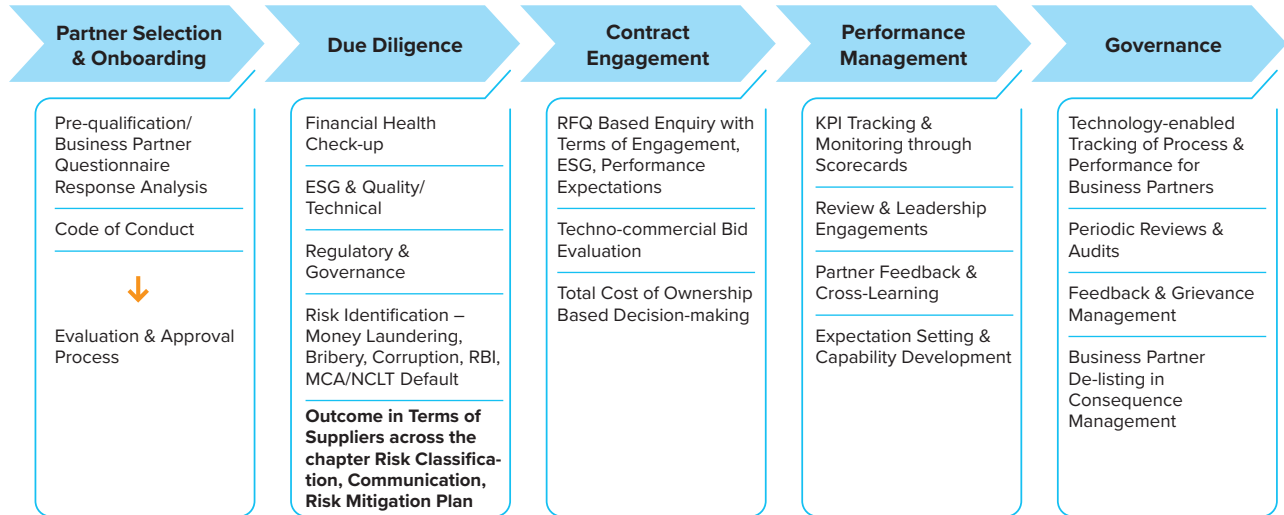 Partner Selection
& Onboarding
Due Diligence
Contract
Engagement
Performance
Management
Governance
Pre-qualification/
Business Partner
Questionnaire
Response Analysis
Code of Conduct
Evaluation & Approval
Process
Financial Health
Check-up
ESG & Quality/
Technical
Regulatory &
Governance
Risk Identification –
Money Laundering,
Bribery, Corruption, RBI,
MCA/NCLT Default
Outcome in Terms of
Suppliers across the
chapter Risk Classifica-
tion, Communication,
Risk Mitigation Plan
RFQ Based Enquiry with
Terms of Engagement,
ESG, Performance
Expectations
Techno-commercial Bid
Evaluation
Total Cost of Ownership
Based Decision-making
KPI Tracking &
Monitoring through
Scorecards
Review & Leadership
Engagements
Partner Feedback &
Cross-Learning
Expectation Setting &
Capability Development
Technology-enabled
Tracking of Process &
Performance for
Business Partners
Periodic Reviews &
Audits
Feedback & Grievance
Management
Business Partner
De-listing in
Consequence
Management